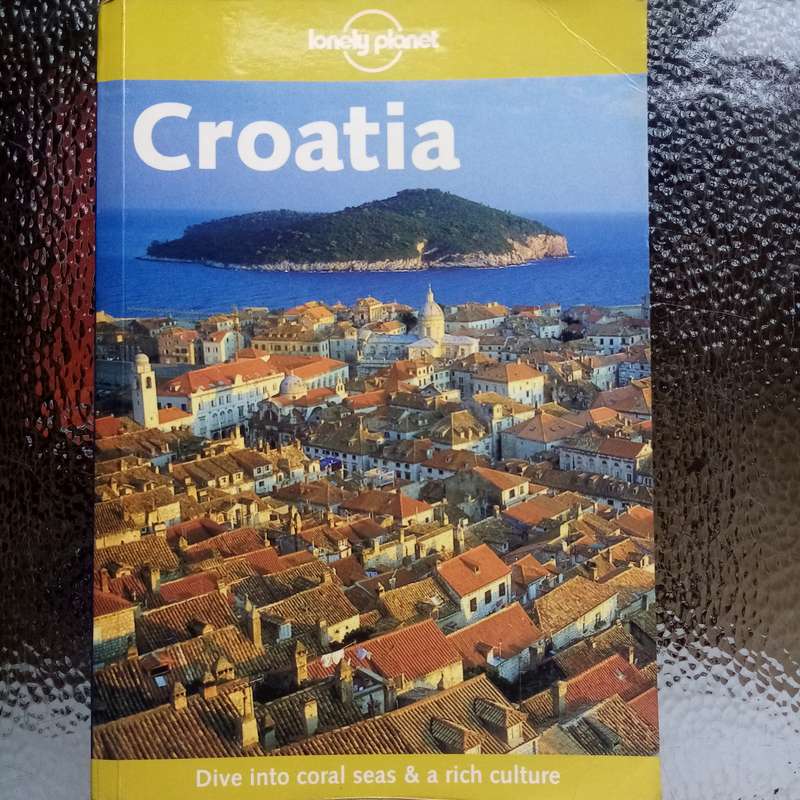 lonely planet
Croatia
Dive into coral seas & a rich culture